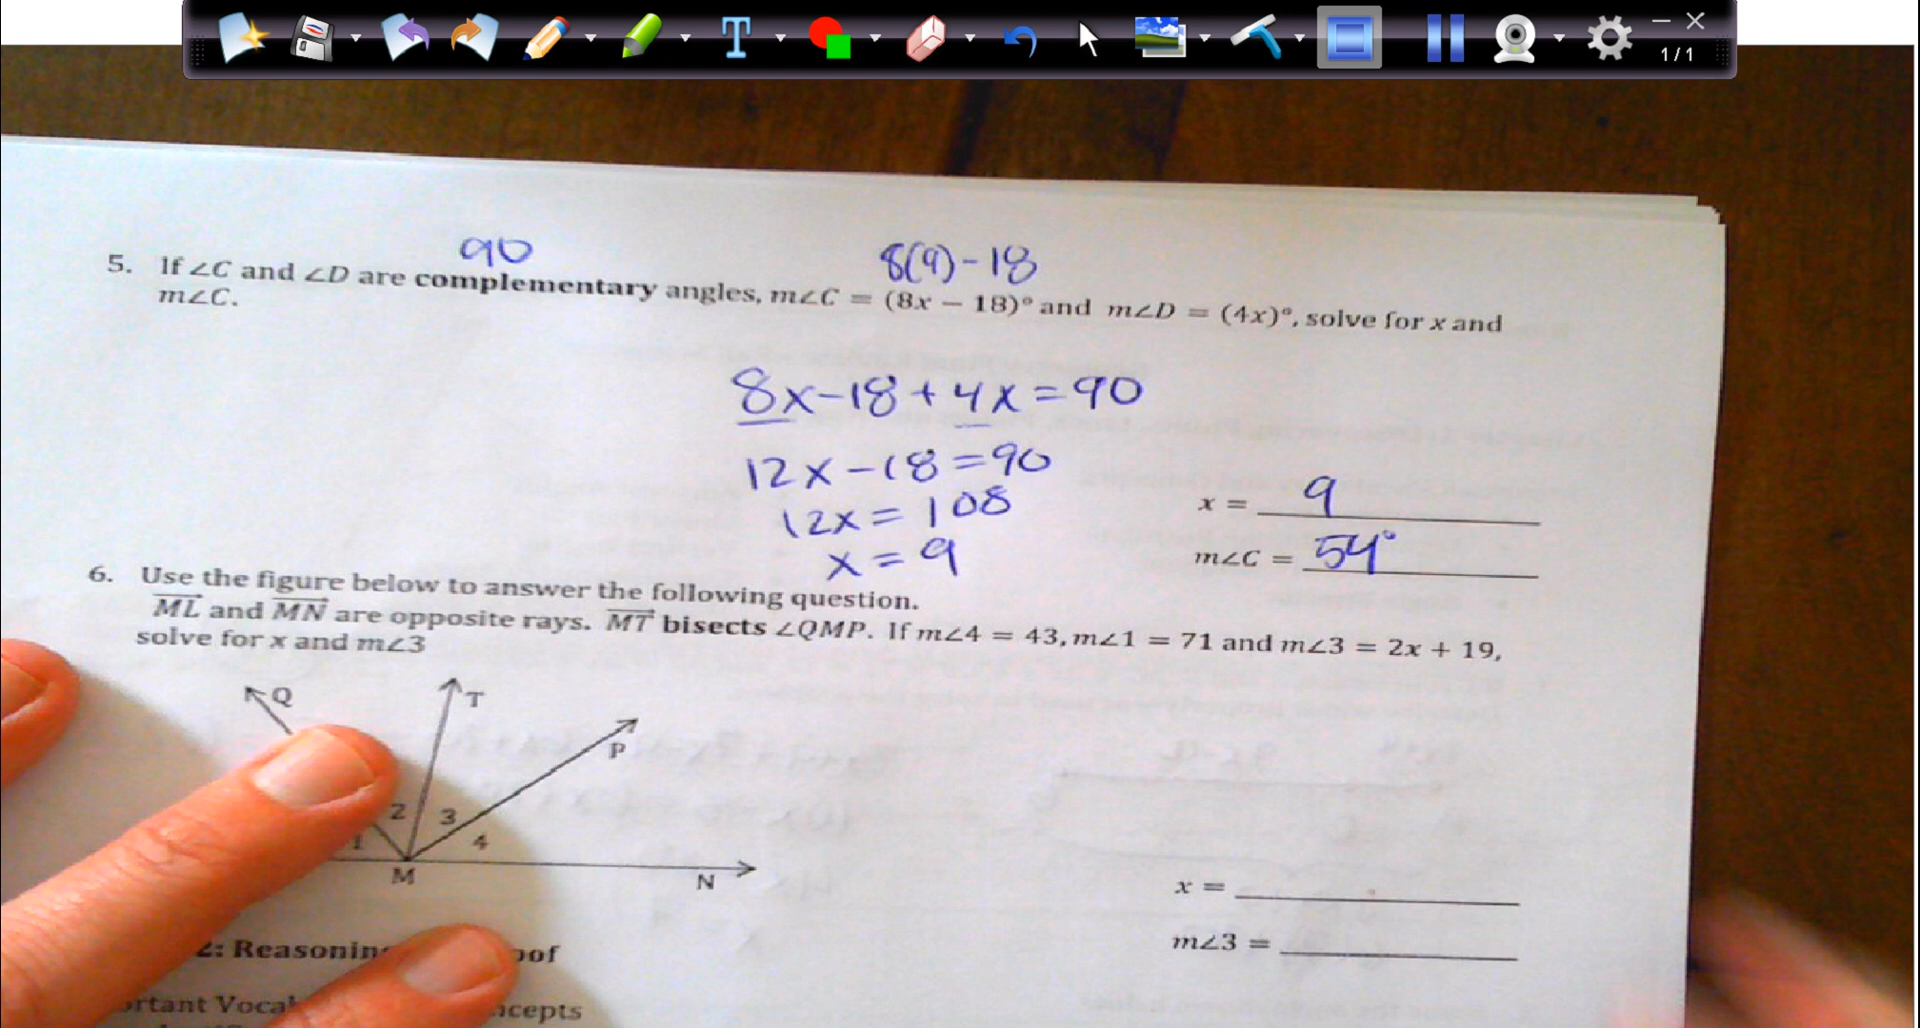 1/1
90
8(9)-18
5. If ∠C and ∠D are complementary angles, m∠C = (8x − 18)° and m∠D = (4x)°, solve for x and
m∠C.
8x-18+4x=90
12x-18=90
12x=108
x=9
x = 9
m∠C = 54°
6. Use the figure below to answer the following question.
ML and MN are opposite rays. MT bisects ∠QMP. If m∠4 = 43, m∠1 = 71 and m∠3 = 2x + 19,
solve for x and m∠3
Q
T
P
2
3
1
4
M
N
x =
m∠3 =
2: Reasonin oof
ortant Voca ncepts